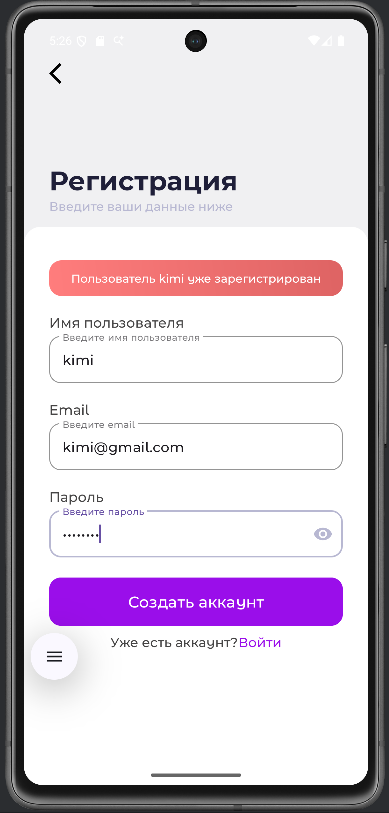 5:26
Регистрация
Введите ваши данные ниже
Пользователь kimi уже зарегистрирован
Имя пользователя
Введите имя пользователя
kimi
Email
Введите email
kimi@gmail.com
Пароль
Введите пароль
••••••••
Создать аккаунт
Уже есть аккаунт?Войти